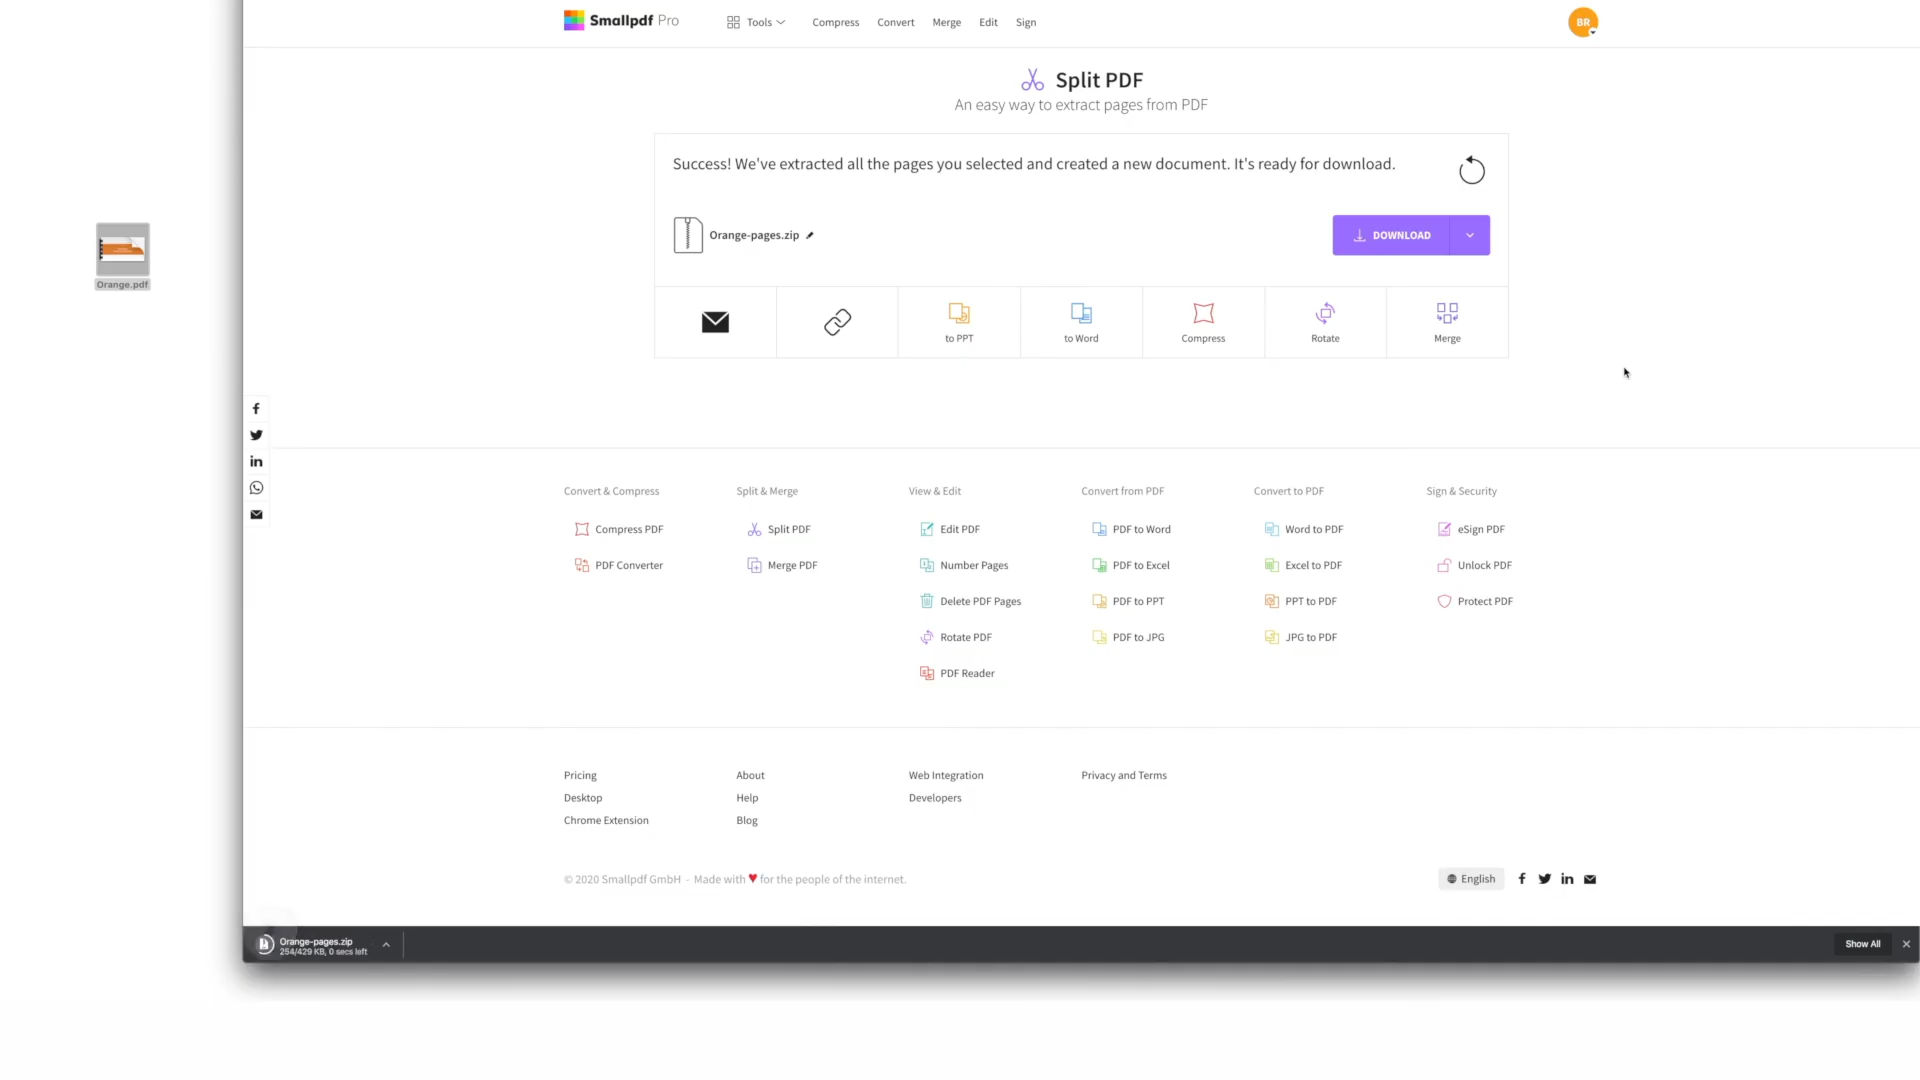 Smallpdf Pro
Tools
Compress
Convert
Merge
Edit
Sign
BR
Split PDF
An easy way to extract pages from PDF
Success! We've extracted all the pages you selected and created a new document. It's ready for download.
Orange-pages.zip
DOWNLOAD
to PPT
to Word
Compress
Rotate
Merge
Orange.pdf
Convert & Compress
Compress PDF
PDF Converter
Split & Merge
Split PDF
Merge PDF
View & Edit
Edit PDF
Number Pages
Delete PDF Pages
Rotate PDF
PDF Reader
Convert from PDF
PDF to Word
PDF to Excel
PDF to PPT
PDF to JPG
Convert to PDF
Word to PDF
Excel to PDF
PPT to PDF
JPG to PDF
Sign & Security
eSign PDF
Unlock PDF
Protect PDF
Pricing
Desktop
Chrome Extension
About
Help
Blog
Web Integration
Developers
Privacy and Terms
© 2020 Smallpdf GmbH - Made with ♥ for the people of the internet.
English
Orange-pages.zip
254/429 KB, 0 secs left
Show All